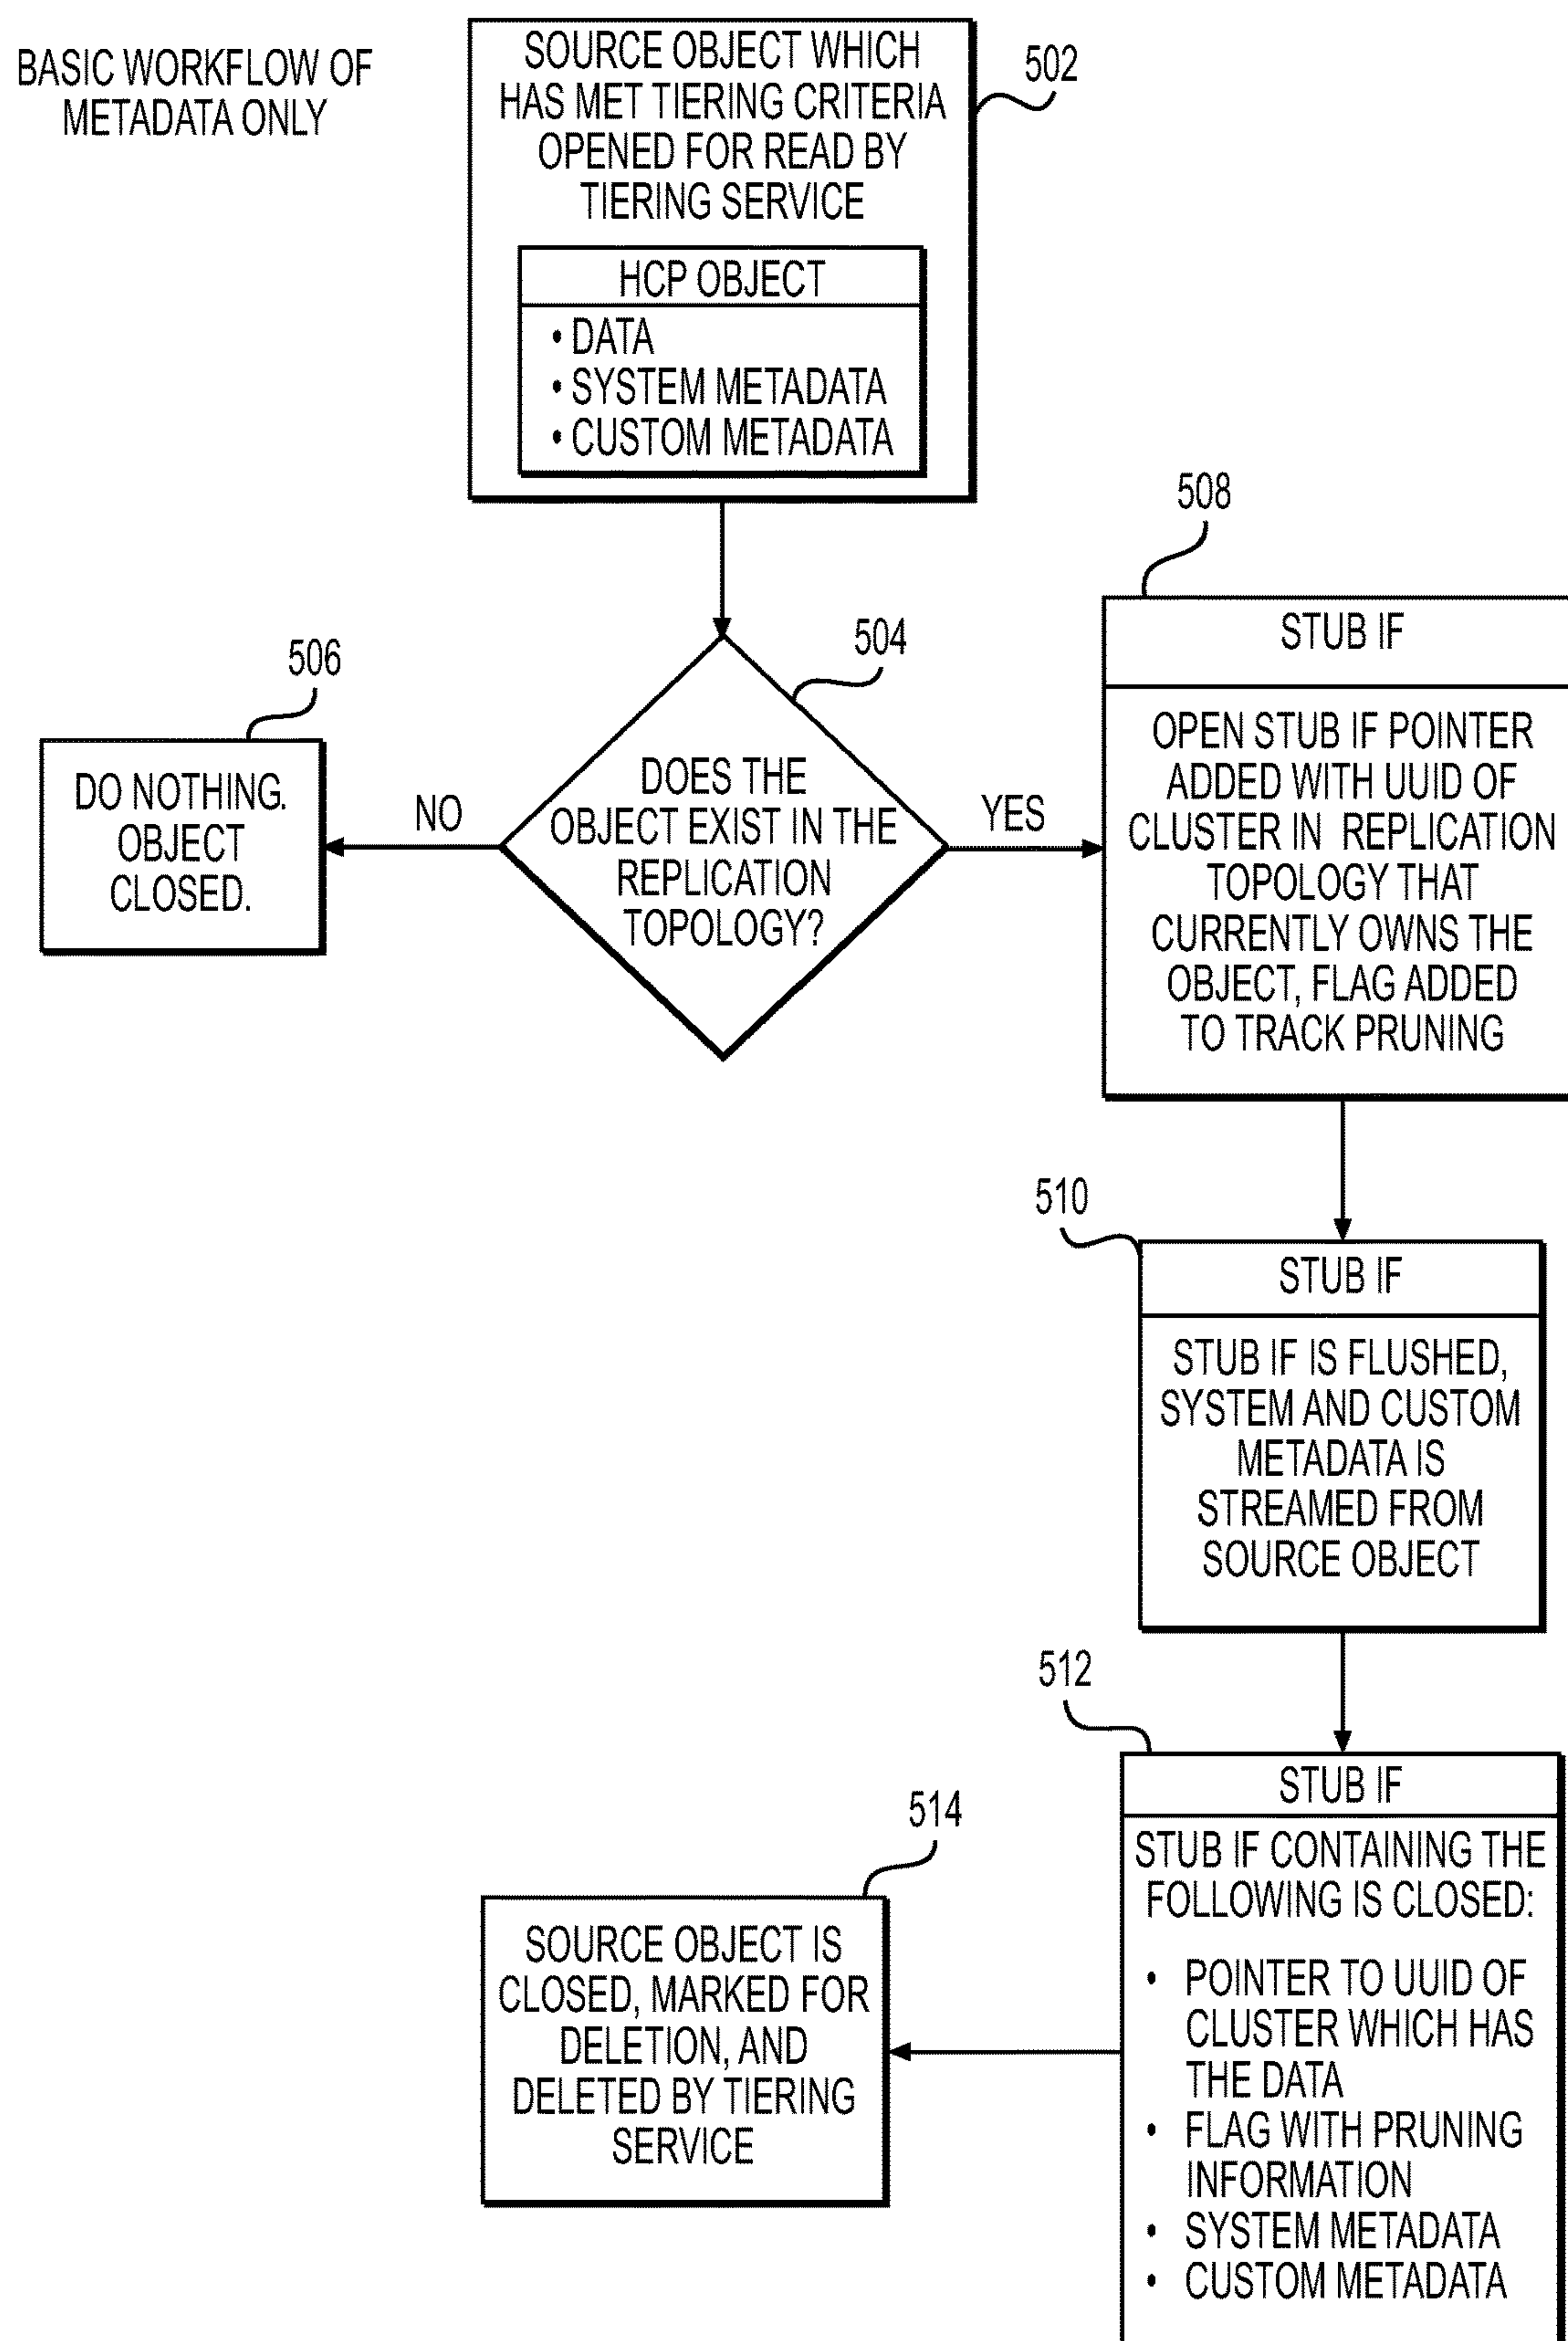 BASIC WORKFLOW OF
METADATA ONLY
SOURCE OBJECT WHICH
HAS MET TIERING CRITERIA
OPENED FOR READ BY
TIERING SERVICE
502
HCP OBJECT
• DATA
• SYSTEM METADATA
• CUSTOM METADATA
504
DOES THE
OBJECT EXIST IN THE
REPLICATION
TOPOLOGY?
NO
506
DO NOTHING.
OBJECT
CLOSED.
YES
508
STUB IF
OPEN STUB IF POINTER
ADDED WITH UUID OF
CLUSTER IN REPLICATION
TOPOLOGY THAT
CURRENTLY OWNS THE
OBJECT, FLAG ADDED
TO TRACK PRUNING
510
STUB IF
STUB IF IS FLUSHED,
SYSTEM AND CUSTOM
METADATA IS
STREAMED FROM
SOURCE OBJECT
512
STUB IF
STUB IF CONTAINING THE
FOLLOWING IS CLOSED:
• POINTER TO UUID OF
CLUSTER WHICH HAS
THE DATA
• FLAG WITH PRUNING
INFORMATION
• SYSTEM METADATA
• CUSTOM METADATA
514
SOURCE OBJECT IS
CLOSED, MARKED FOR
DELETION, AND
DELETED BY TIERING
SERVICE